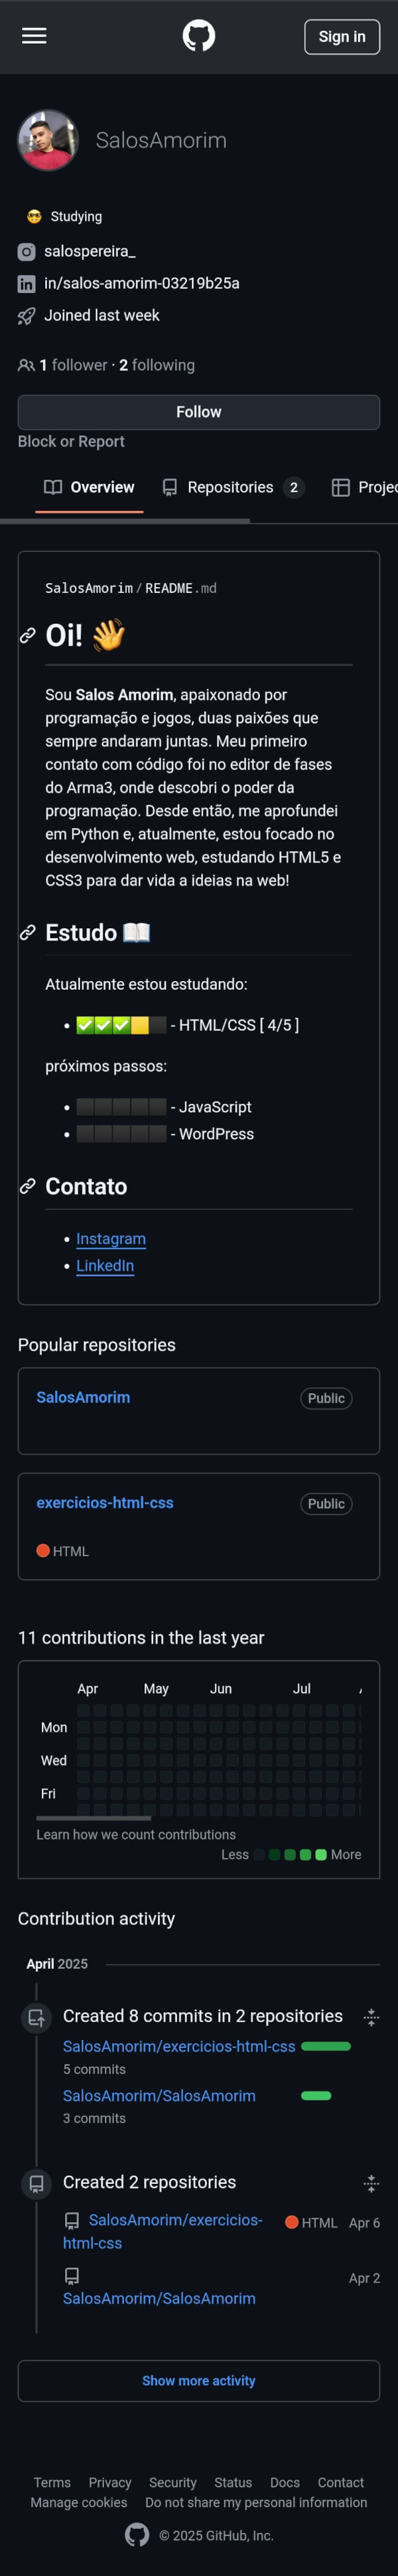 Sign in
SalosAmorim
🤓 Studying
salospereira_
in/salos-amorim-03219b25a
Joined last week
1 follower · 2 following
Follow
Block or Report
Overview Repositories 2 Projec
SalosAmorim / README.md
Oi! 👋
Sou Salos Amorim, apaixonado por
programação e jogos, duas paixões que
sempre andaram juntas. Meu primeiro
contato com código foi no editor de fases
do Arma3, onde descobri o poder da
programação. Desde então, me aprofundei
em Python e, atualmente, estou focado no
desenvolvimento web, estudando HTML5 e
CSS3 para dar vida a ideias na web!
Estudo 📖
Atualmente estou estudando:
• ✅✅✅🟨⬛ - HTML/CSS [ 4/5 ]
próximos passos:
• ⬛⬛⬛⬛⬛ - JavaScript
• ⬛⬛⬛⬛⬛ - WordPress
Contato
• Instagram
• LinkedIn
Popular repositories
SalosAmorim Public
exercicios-html-css Public
HTML
11 contributions in the last year
Apr May Jun Jul
Mon
Wed
Fri
Learn how we count contributions
Less More
Contribution activity
April 2025
Created 8 commits in 2 repositories
SalosAmorim/exercicios-html-css
5 commits
SalosAmorim/SalosAmorim
3 commits
Created 2 repositories
SalosAmorim/exercicios- HTML Apr 6
html-css
Apr 2
SalosAmorim/SalosAmorim
Show more activity
Terms Privacy Security Status Docs Contact
Manage cookies Do not share my personal information
© 2025 GitHub, Inc.